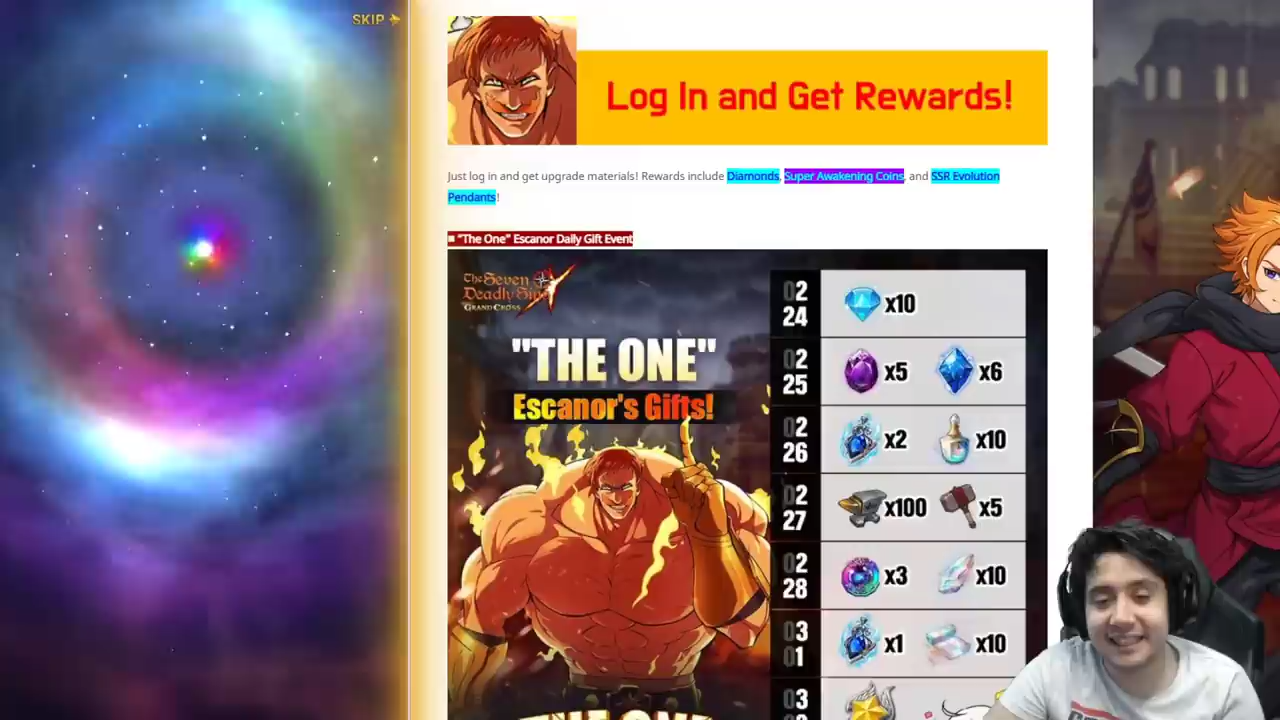 SKIP
Log In and Get Rewards!
Just log in and get upgrade materials! Rewards include Diamonds, Super Awakening Coins, and SSR Evolution
Pendants!
■ "The One" Escanor Daily Gift Event
The Seven
Deadly Sins
GRAND CROSS
"THE ONE"
Escanor's Gifts!
02
24
x10
02
25
x5 x6
02
26
x2 x10
02
27
x100 x5
02
28
x3 x10
03
01
x1 x10
03
THE ONE